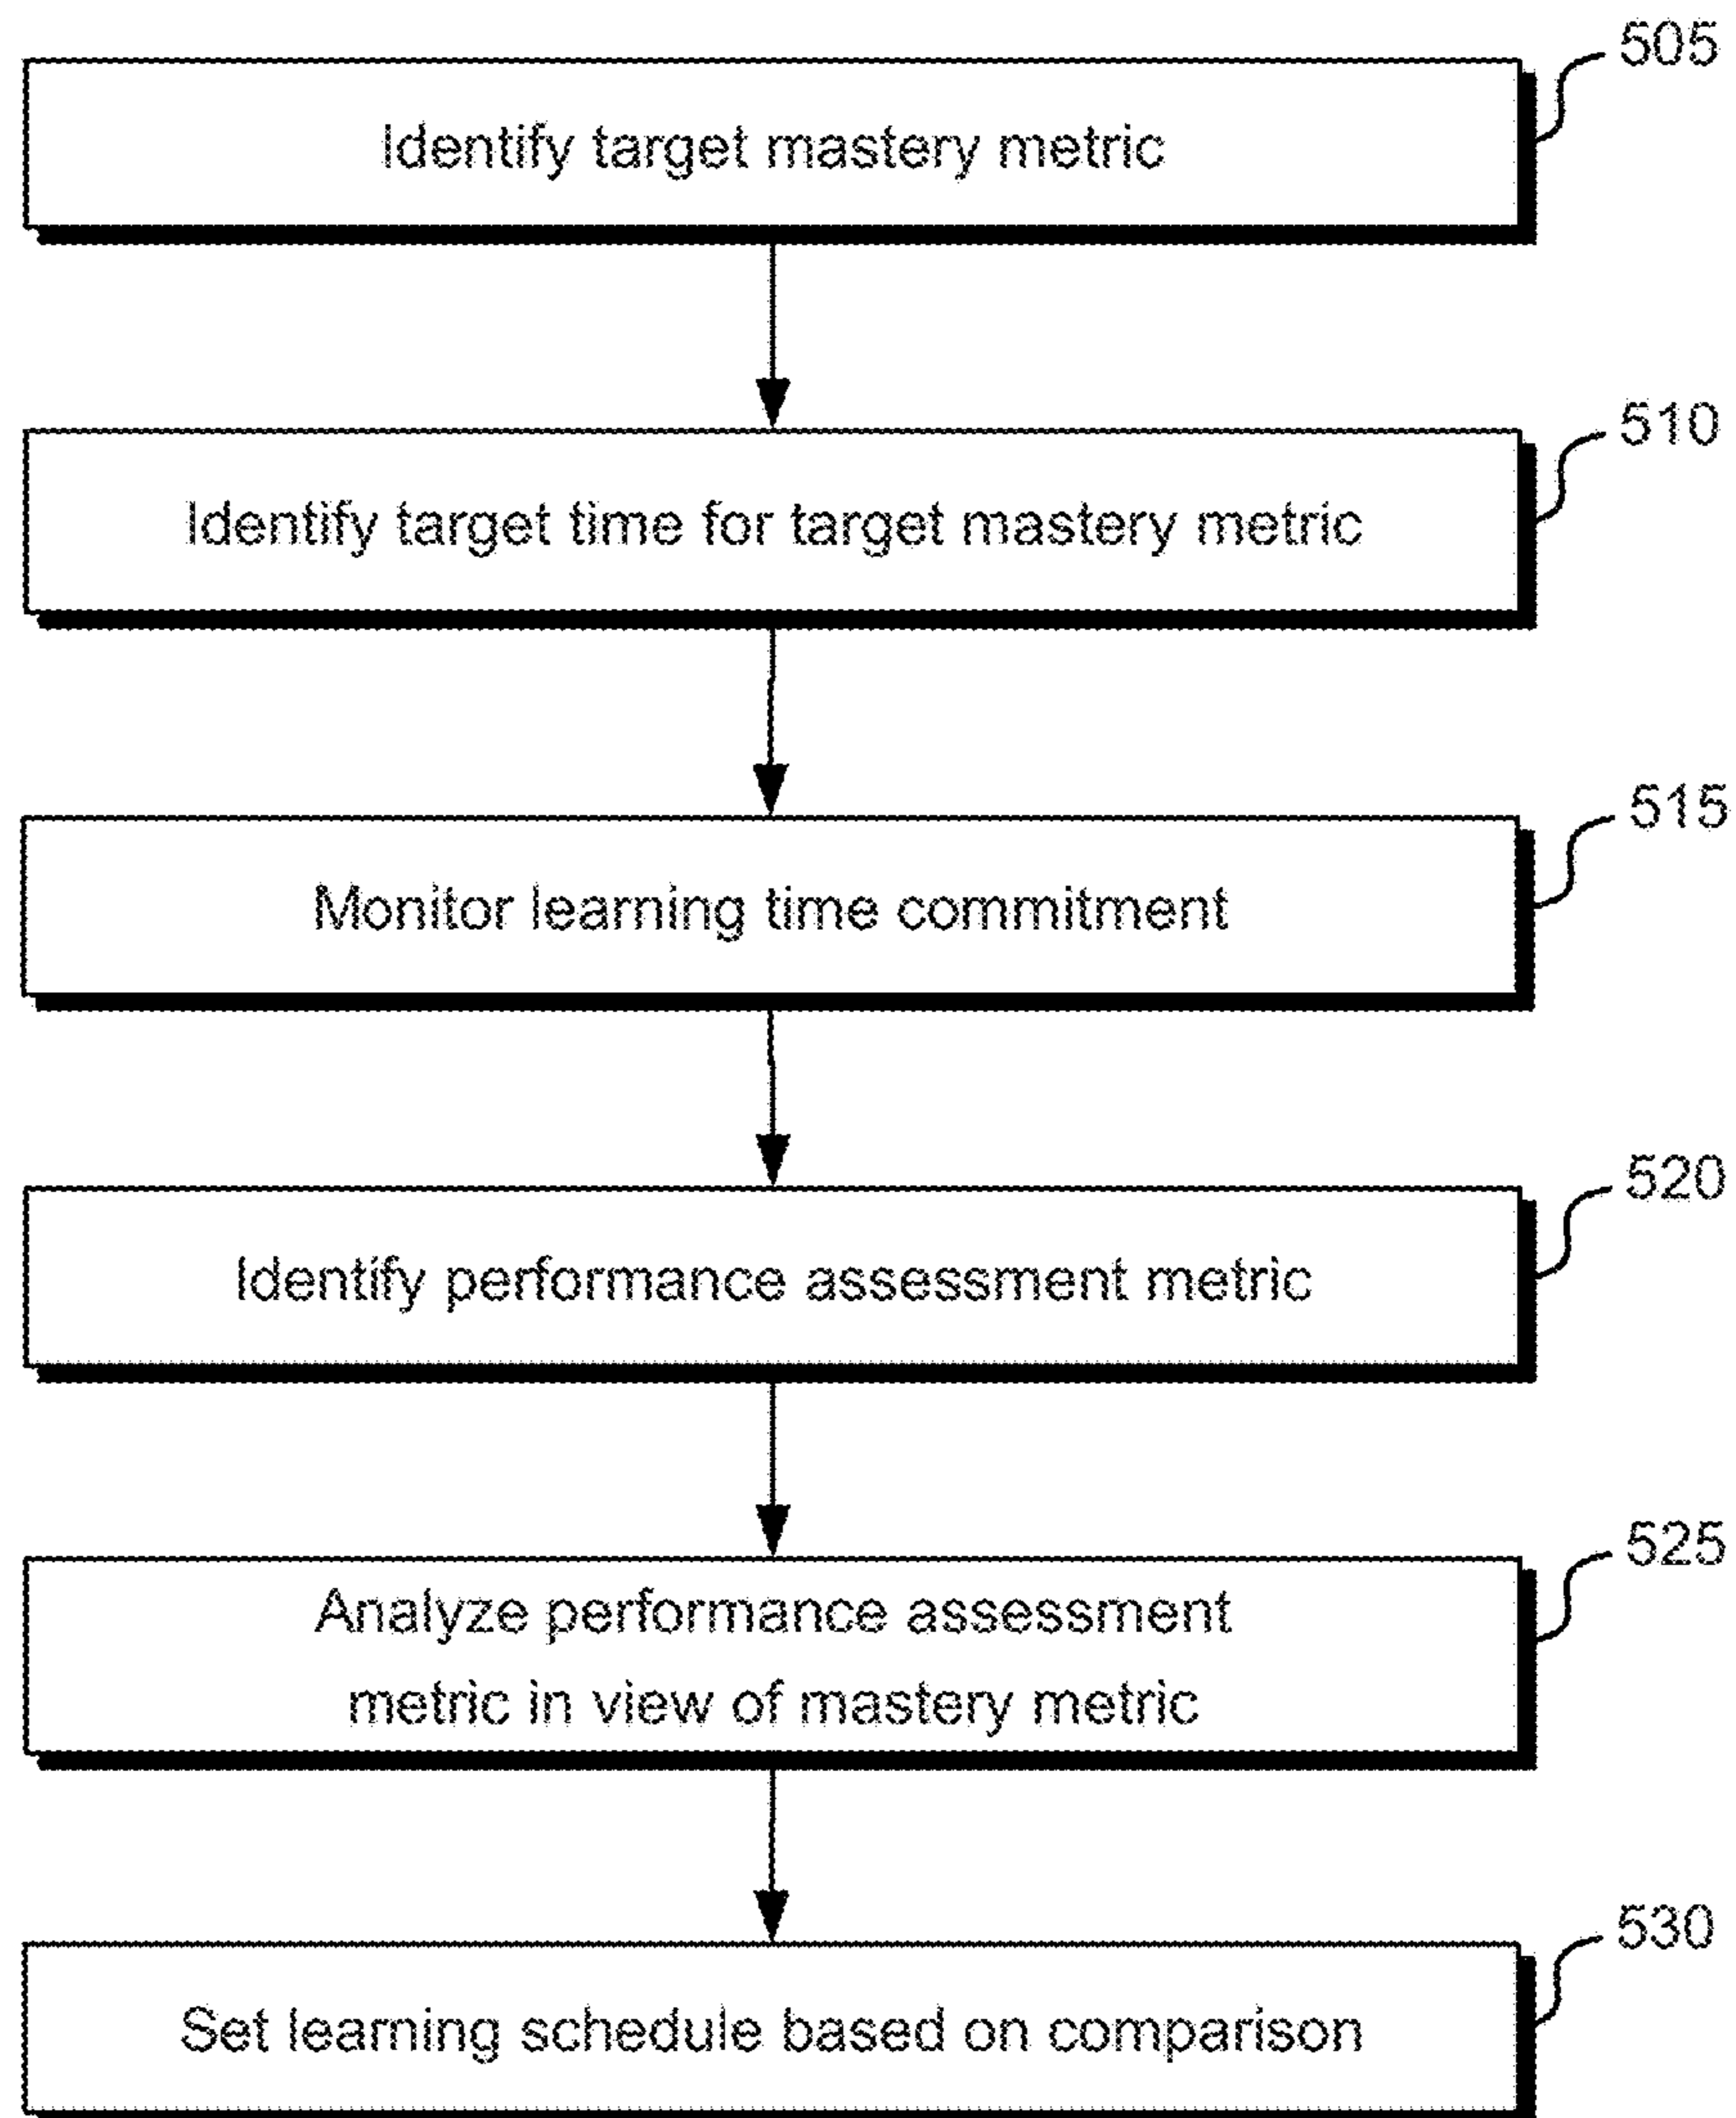 505
Identify target mastery metric
510
Identify target time for target mastery metric
515
Monitor learning time commitment
520
Identify performance assessment metric
525
Analyze performance assessment
metric in view of mastery metric
530
Set learning schedule based on comparison